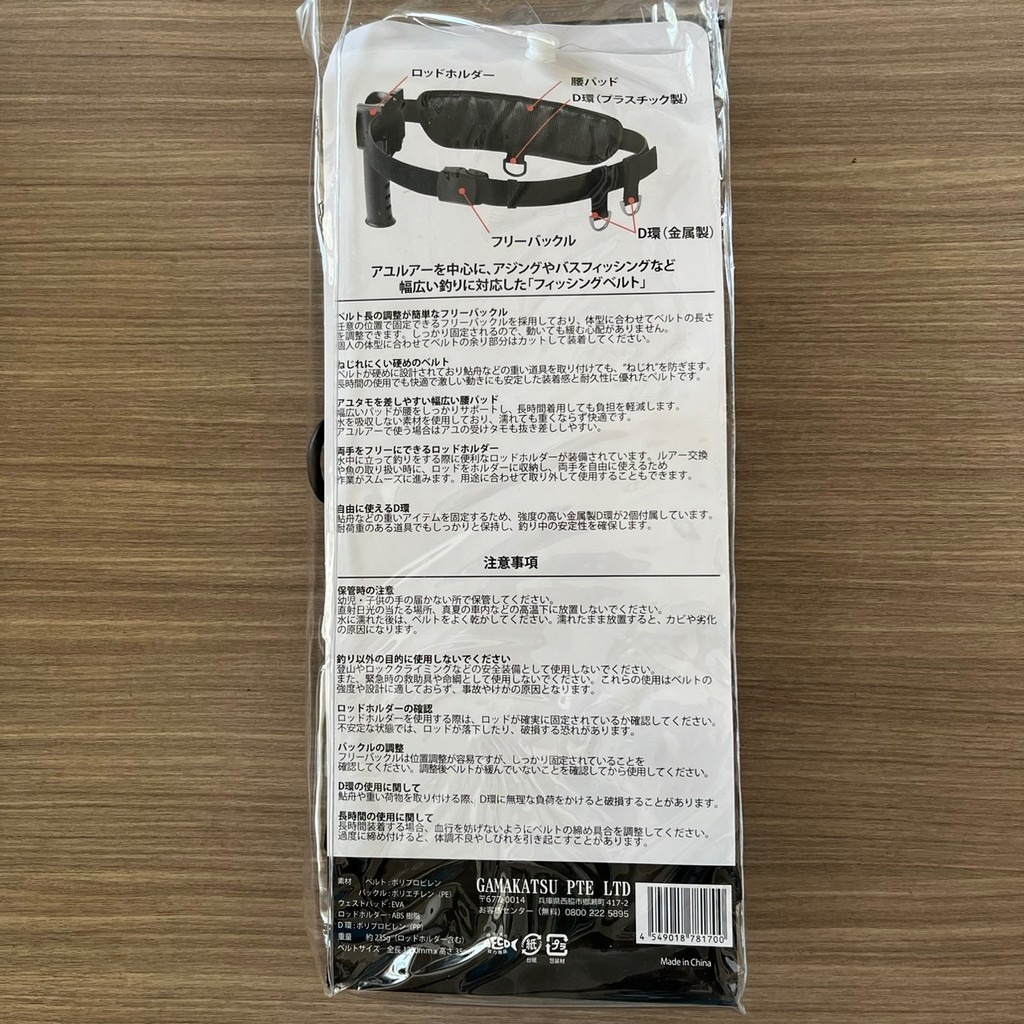 ロッドホルダー
腰パッド
D環(プラスチック製)
フリーバックル
D環(金属製)
アユルアーを中心に、アジングやバスフィッシングなど
幅広い釣りに対応した「フィッシングベルト」
ベルト長の調整が簡単なフリーバックル
任意の位置で固定できるフリーバックルを採用しており、体型に合わせてベルトの長さ
を調整できます。しっかり固定されるので、動いても緩む心配がありません。
個人の体型に合わせてベルトの余り部分はカットして装着してください。
ねじれにくい硬めのベルト
ベルトが硬めに設計されており鮎舟などの重い道具を取り付けても、"ねじれ"を防ぎます。
長時間の使用でも快適で激しい動きにも安定した装着感と耐久性に優れたベルトです。
アユタモを差しやすい幅広い腰パッド
幅広いパッドが腰をしっかりサポートし、長時間着用しても負担を軽減します。
水を吸収しない素材を使用しており、濡れても重くならず快適です。
アユルアーで使う場合はアユの受けタモも抜き差ししやすい。
両手をフリーにできるロッドホルダー
水中に立って釣りをする際に便利なロッドホルダーが装備されています。ルアー交換
や魚の取り扱い時に、ロッドをホルダーに収納し、両手を自由に使えるため
作業がスムーズに進みます。用途に合わせて取り外して使用することもできます。
自由に使えるD環
鮎舟などの重いアイテムを固定するため、強度の高い金属製D環が2個付属しています。
耐荷重のある道具でもしっかりと保持し、釣り中の安定性を確保します。
注意事項
保管時の注意
幼児・子供の手の届かない所で保管してください。
直射日光の当たる場所、真夏の車内などの高温下に放置しないでください。
水に濡れた後は、ベルトをよく乾かしてください。濡れたまま放置すると、カビや劣化
の原因になります。
釣り以外の目的に使用しないでください
登山やロッククライミングなどの安全装備として使用しないでください。
また、緊急時の救助具や命綱として使用しないでください。これらの使用はベルトの
強度や設計に適しておらず、事故やけがの原因となります。
ロッドホルダーの確認
ロッドホルダーを使用する際は、ロッドが確実に固定されているか確認してください。
不安定な状態では、ロッドが落下したり、破損する恐れがあります。
バックルの調整
フリーバックルは位置調整が容易ですが、しっかり固定されていることを
確認してください。調整後ベルトが緩んでいないことを確認してから使用してください。
D環の使用に関して
鮎舟や重い荷物を取り付ける際、D環に無理な負荷をかけると破損することがあります。
長時間の使用に関して
長時間装着する場合、血行を妨げないようにベルトの締め具合を調整してください。
過度に締め付けると、体調不良やしびれを引き起こすことがあります。
素材 ベルト:ポリプロピレン
バックル:ポリエチレン(PE)
ウェストパッド:EVA
ロッドホルダー:ABS樹脂
D環:ポリプロピレン(PP)
重量 約235g(ロッドホルダー含む)
ベルトサイズ 全長
GAMAKATSU PTE LTD
〒677-0014 兵庫県西脇市郷瀬町 417-2
お客様センター(無料)0800 222 5895
紙 台紙
プラ 包装材
4 549018 781700
Made in China